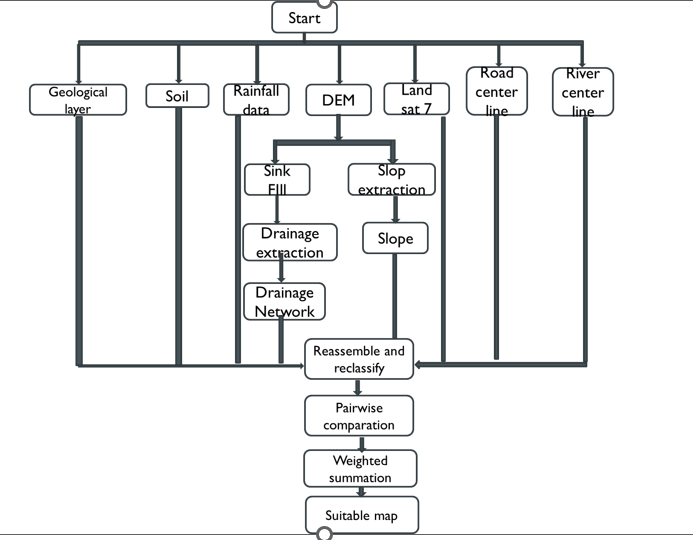 Start
Geological
layer
Soil
Rainfall
data
DEM
Land
sat 7
Road
center
line
River
center
line
Sink
FIll
Slop
extraction
Drainage
extraction
Slope
Drainage
Network
Reassemble and
reclassify
Pairwise
comparation
Weighted
summation
Suitable map